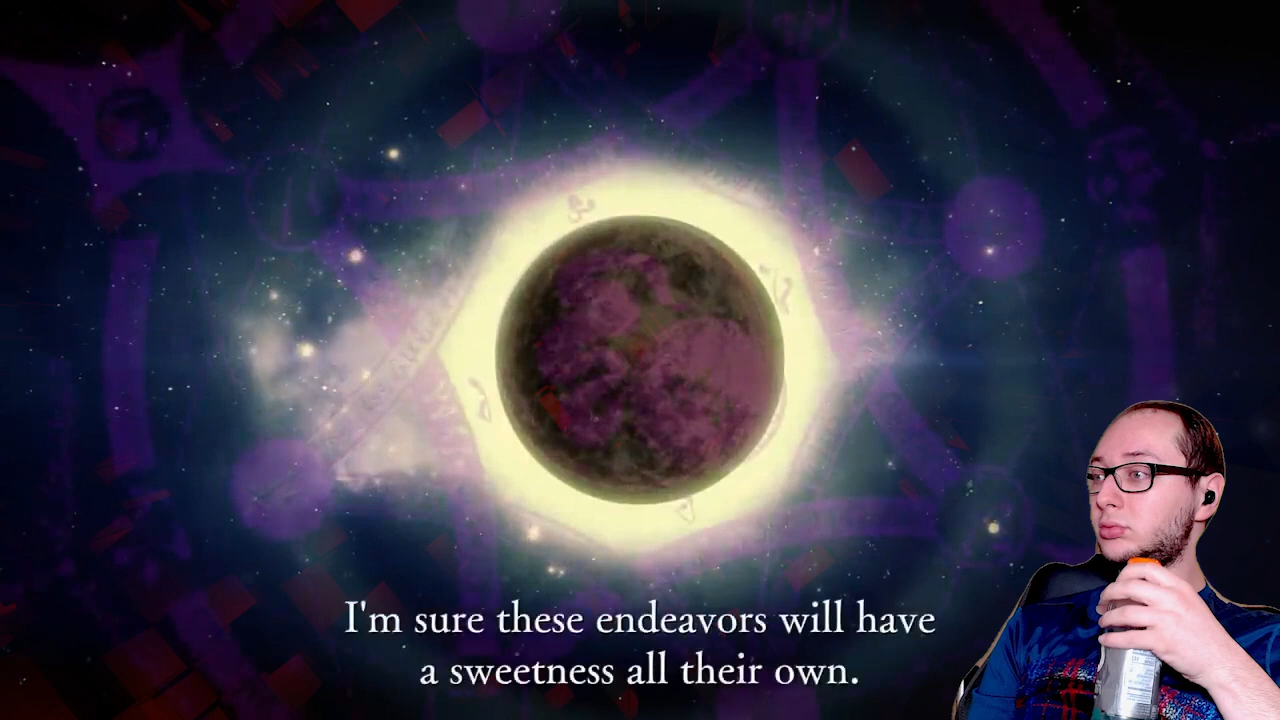 I'm sure these endeavors will have
a sweetness all their own.